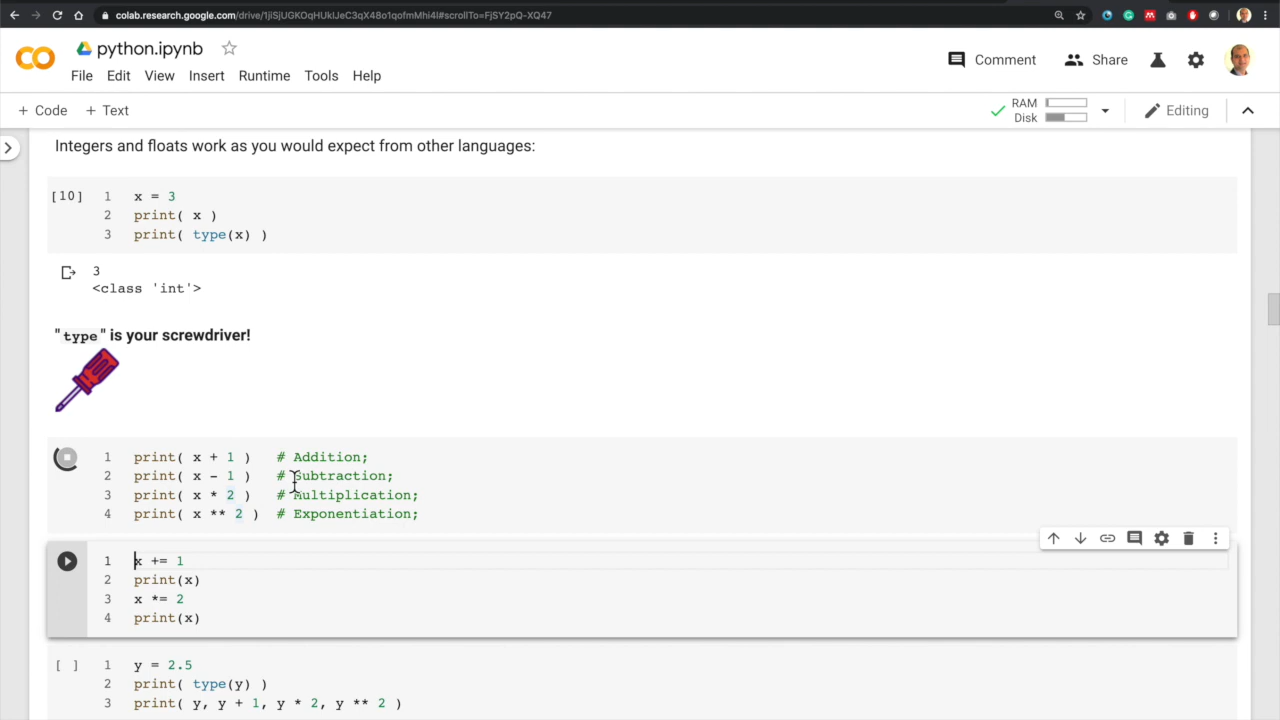 colab.research.google.com/drive/1jiSjUGKOqHUkIJeC3qX48o1qofmMhi4l#scrollTo=FjSY2pQ-XQ47
CO python.ipynb
File Edit View Insert Runtime Tools Help
Comment Share
+ Code + Text
RAM
Disk
Editing
Integers and floats work as you would expect from other languages:
[10] 1 x = 3
2 print( x )
3 print( type(x) )
3
<class 'int'>
"type" is your screwdriver!
1 print( x + 1 ) # Addition;
2 print( x - 1 ) # Subtraction;
3 print( x * 2 ) # Multiplication;
4 print( x ** 2 ) # Exponentiation;
1 x += 1
2 print(x)
3 x *= 2
4 print(x)
[ ] 1 y = 2.5
2 print( type(y) )
3 print( y, y + 1, y * 2, y ** 2 )